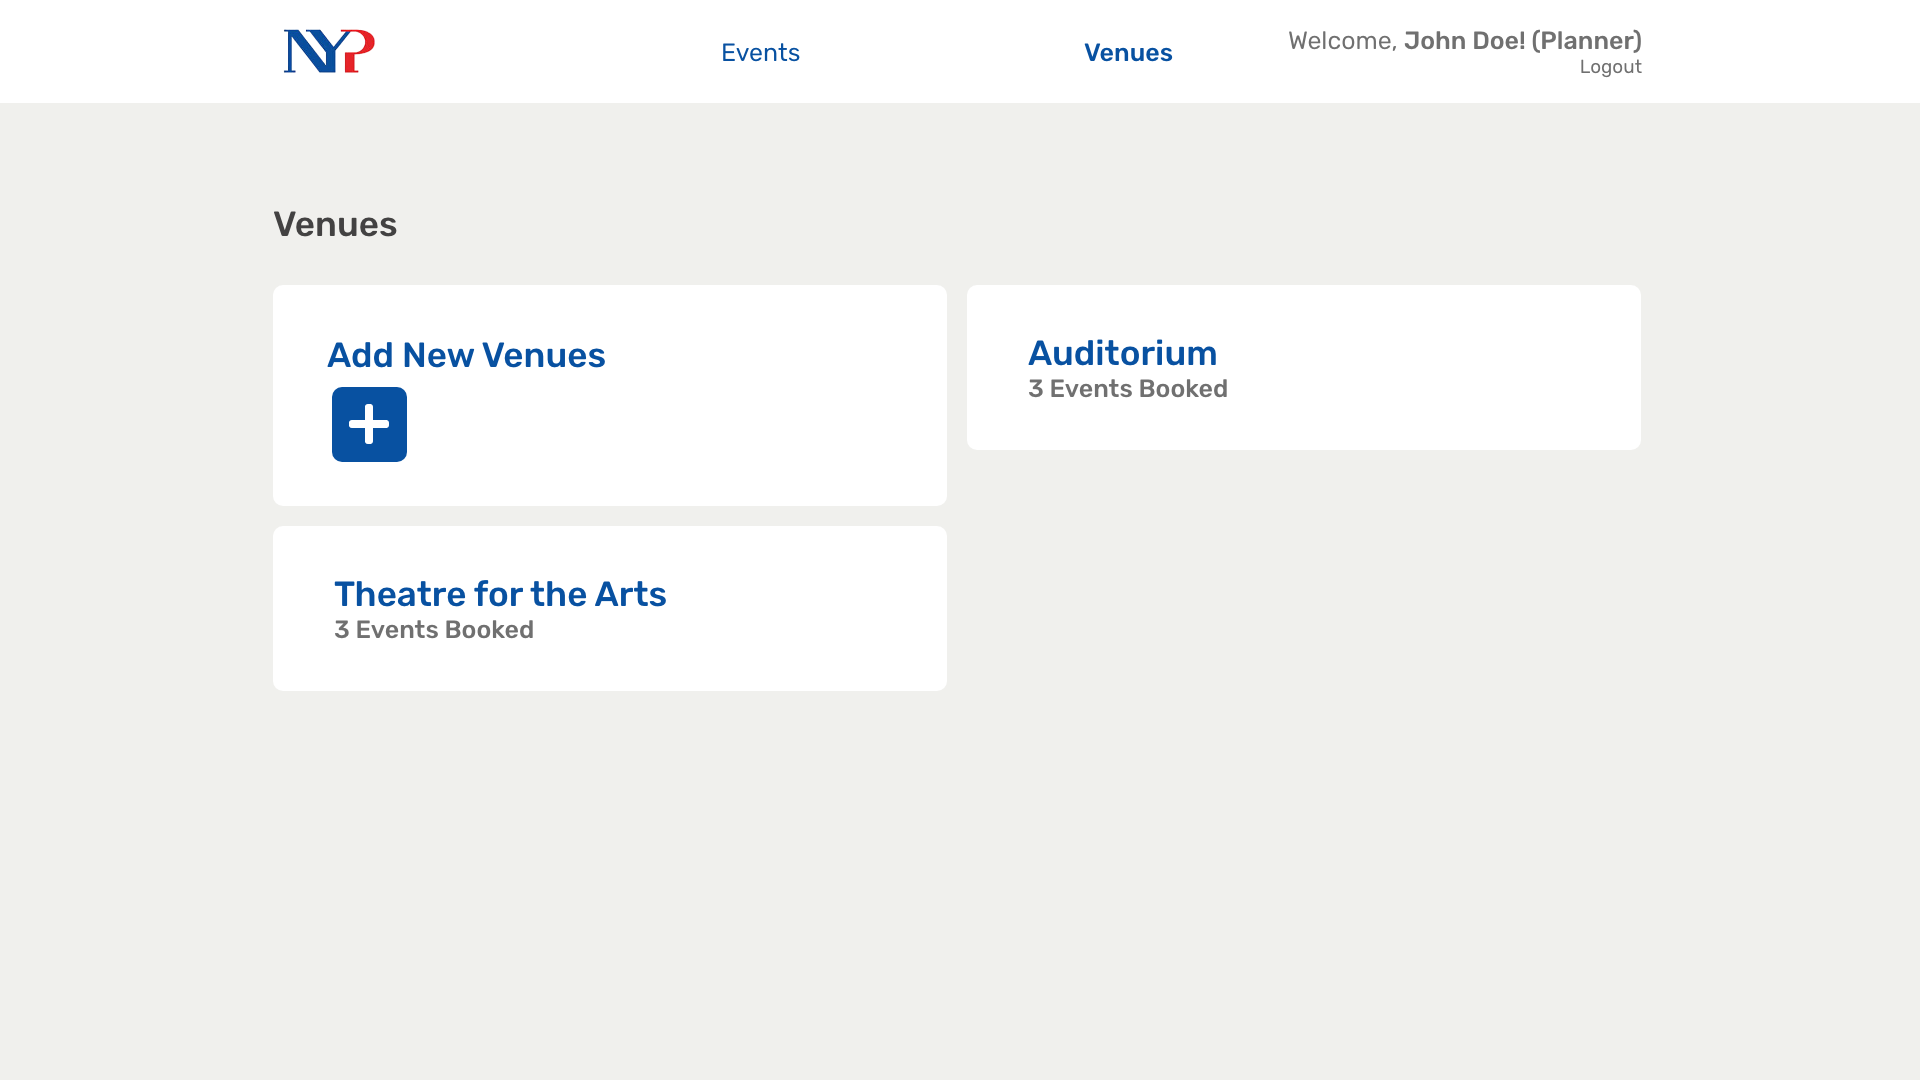 NYP
Events
Venues
Welcome, John Doe! (Planner)
Logout
Venues
Add New Venues
Auditorium
3 Events Booked
Theatre for the Arts
3 Events Booked